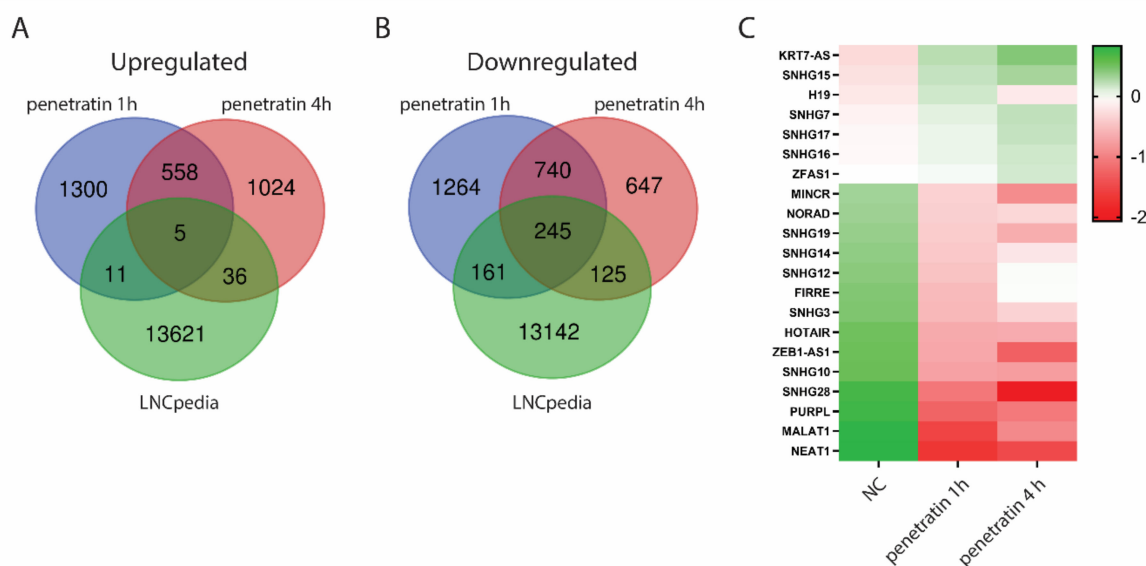 A
Upregulated
penetratin 1h
penetratin 4h
1300
558
1024
5
11
36
13621
LNCpedia
B
Downregulated
penetratin 1h
penetratin 4h
1264
740
647
245
161
125
13142
LNCpedia
C
KRT7-AS
SNHG15
H19
SNHG7
SNHG17
SNHG16
ZFAS1
MINCR
NORAD
SNHG19
SNHG14
SNHG12
FIRRE
SNHG3
HOTAIR
ZEB1-AS1
SNHG10
SNHG28
PURPL
MALAT1
NEAT1
NC
penetratin 1h
penetratin 4 h
0
-1
-2